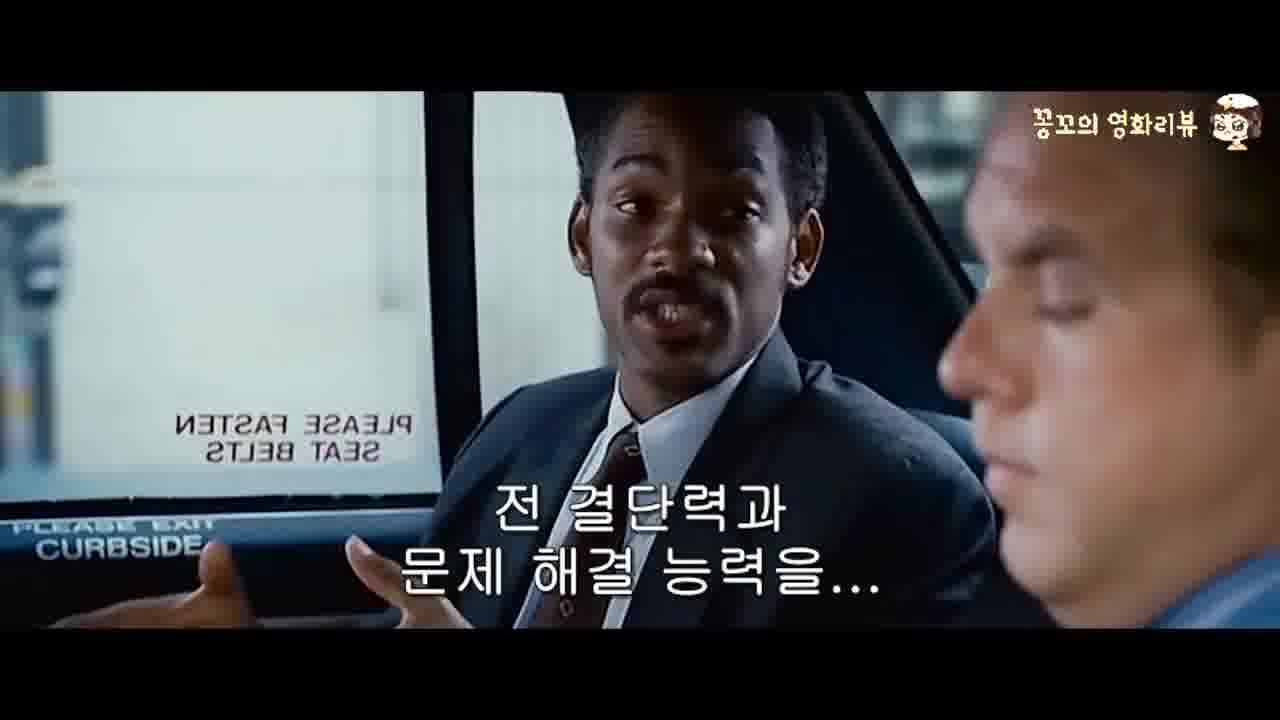 꽁꼬의 영화리뷰
PLEASE FASTEN
SEAT BELTS
PLEASE EXIT
CURBSIDE
전 결단력과
문제 해결 능력을...